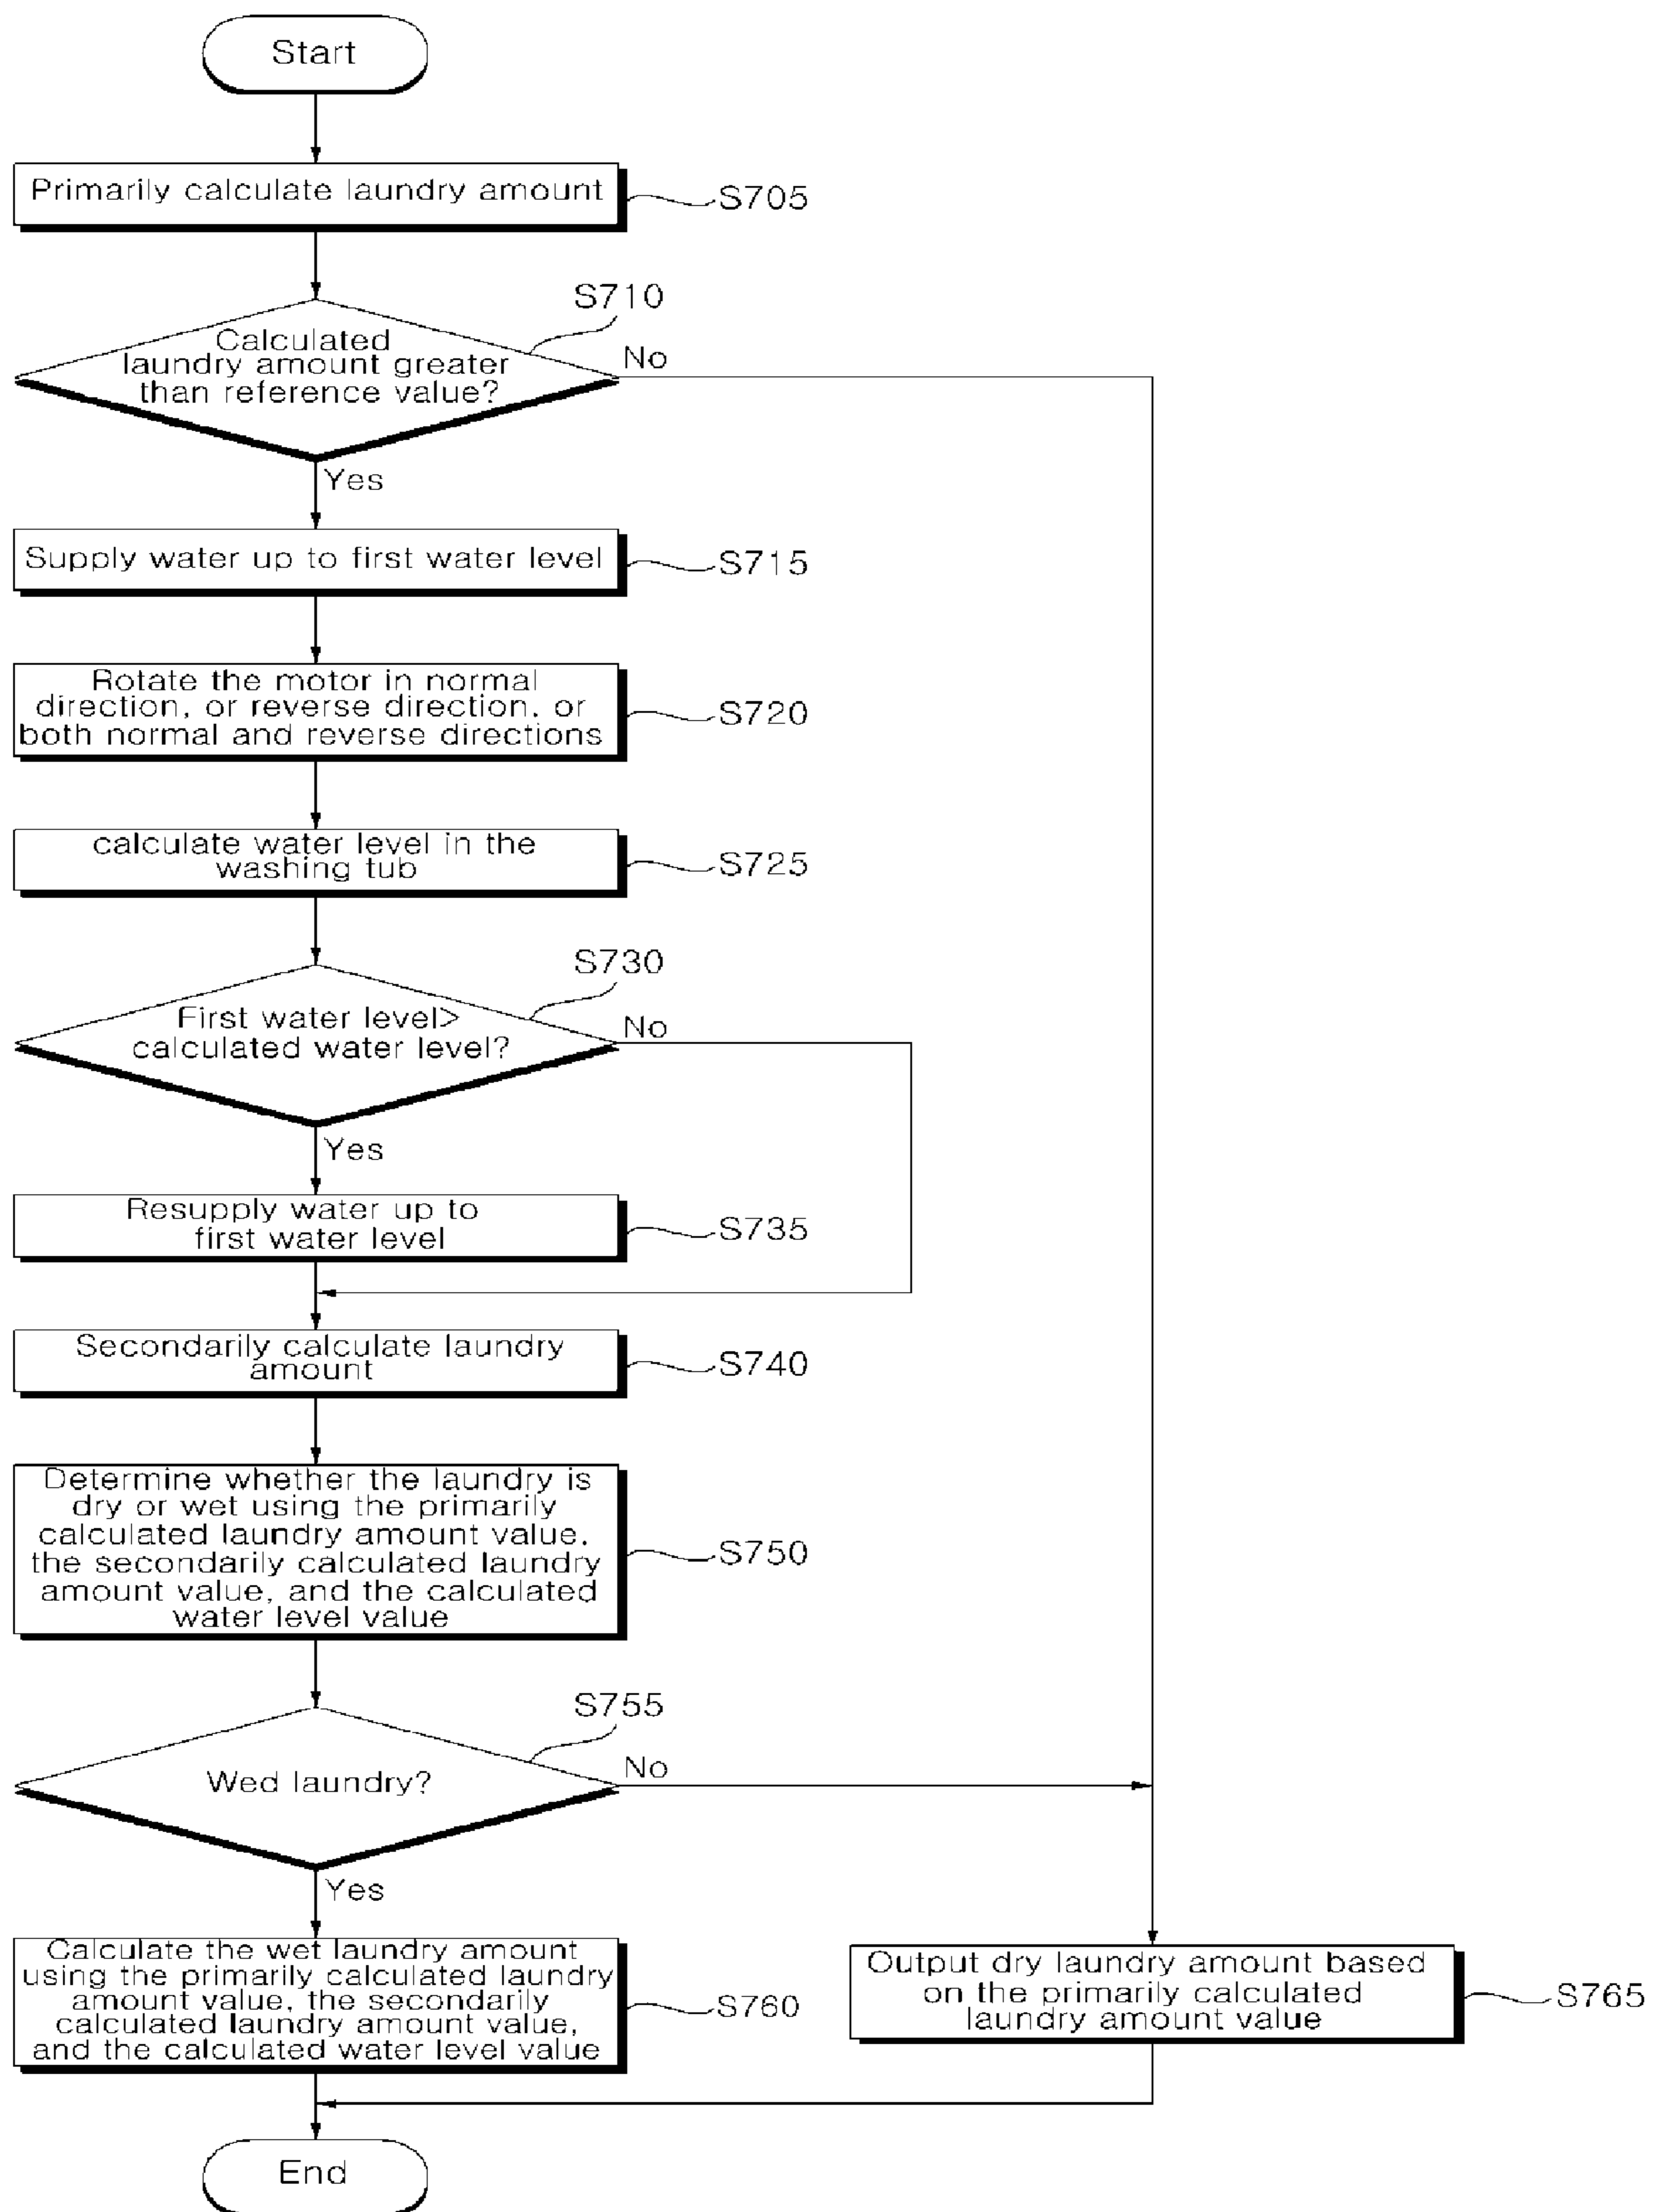 Start
Primarily calculate laundry amount
S705
S710
Calculated
laundry amount greater
than reference value?
No
Yes
Supply water up to first water level
S715
Rotate the motor in normal
direction, or reverse direction, or
both normal and reverse directions
S720
calculate water level in the
washing tub
S725
S730
First water level>
calculated water level?
No
Yes
Resupply water up to
first water level
S735
Secondarily calculate laundry
amount
S740
Determine whether the laundry is
dry or wet using the primarily
calculated laundry amount value,
the secondarily calculated laundry
amount value, and the calculated
water level value
S750
S755
Wed laundry?
No
Yes
Calculate the wet laundry amount
using the primarily calculated laundry
amount value, the secondarily
calculated laundry amount value,
and the calculated water level value
S760
Output dry laundry amount based
on the primarily calculated
laundry amount value
S765
End